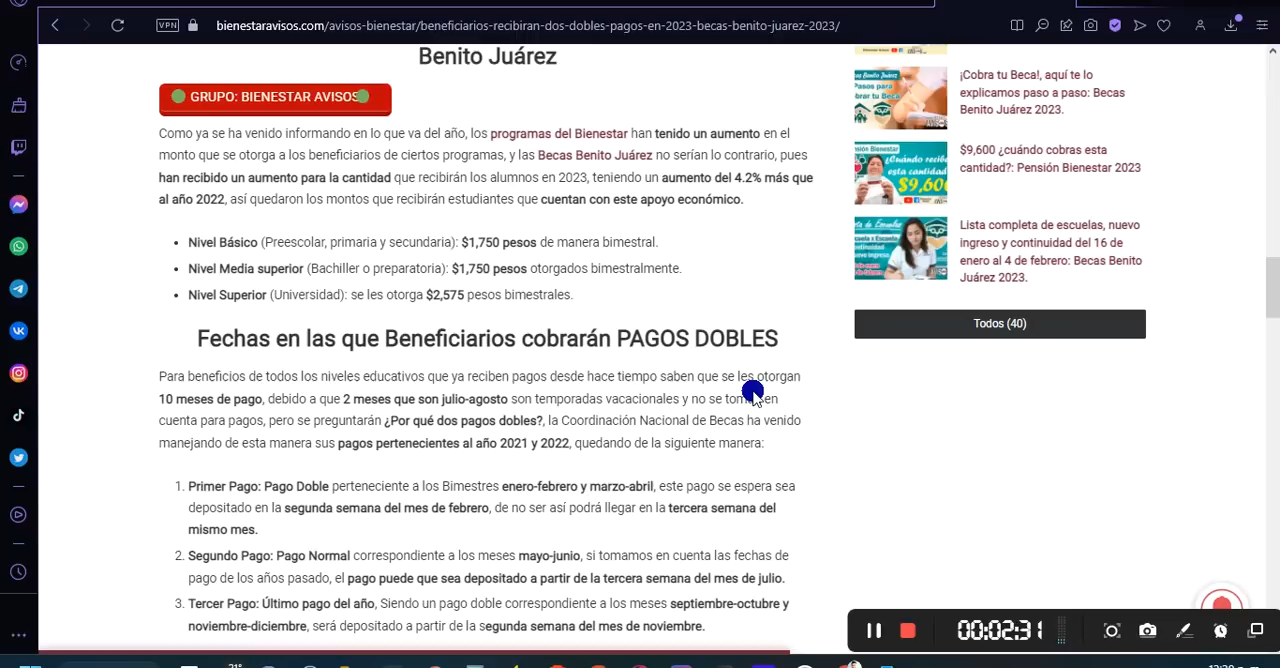 VPN
bienestaravisos.com/avisos-bienestar/beneficiarios-recibiran-dos-dobles-pagos-en-2023-becas-benito-juarez-2023/
Benito Juárez
GRUPO: BIENESTAR AVISOS
Como ya se ha venido informando en lo que va del año, los programas del Bienestar han tenido un aumento en el
monto que se otorga a los beneficiarios de ciertos programas, y las Becas Benito Juárez no serían lo contrario, pues
han recibido un aumento para la cantidad que recibirán los alumnos en 2023, teniendo un aumento del 4.2% más que
al año 2022, así quedaron los montos que recibirán estudiantes que cuentan con este apoyo económico.
• Nivel Básico (Preescolar, primaria y secundaria): $1,750 pesos de manera bimestral.
• Nivel Media superior (Bachiller o preparatoria): $1,750 pesos otorgados bimestralmente.
• Nivel Superior (Universidad): se les otorga $2,575 pesos bimestrales.
Fechas en las que Beneficiarios cobrarán PAGOS DOBLES
Para beneficios de todos los niveles educativos que ya reciben pagos desde hace tiempo saben que se les otorgan
10 meses de pago, debido a que 2 meses que son julio-agosto son temporadas vacacionales y no se en
cuenta para pagos, pero se preguntarán ¿Por qué dos pagos dobles?, la Coordinación Nacional de Becas ha venido
manejando de esta manera sus pagos pertenecientes al año 2021 y 2022, quedando de la siguiente manera:
1. Primer Pago: Pago Doble perteneciente a los Bimestres enero-febrero y marzo-abril, este pago se espera sea
depositado en la segunda semana del mes de febrero, de no ser así podrá llegar en la tercera semana del
mismo mes.
2. Segundo Pago: Pago Normal correspondiente a los meses mayo-junio, si tomamos en cuenta las fechas de
pago de los años pasado, el pago puede que sea depositado a partir de la tercera semana del mes de julio.
3. Tercer Pago: Último pago del año, Siendo un pago doble correspondiente a los meses septiembre-octubre y
noviembre-diciembre, será depositado a partir de la segunda semana del mes de noviembre.
¡Cobra tu Beca!, aquí te lo
explicamos paso a paso: Becas
Benito Juárez 2023.
$9,600 ¿cuándo cobras esta
cantidad?: Pensión Bienestar 2023
Lista completa de escuelas, nuevo
ingreso y continuidad del 16 de
enero al 4 de febrero: Becas Benito
Juárez 2023.
Todos (40)
00:02:31